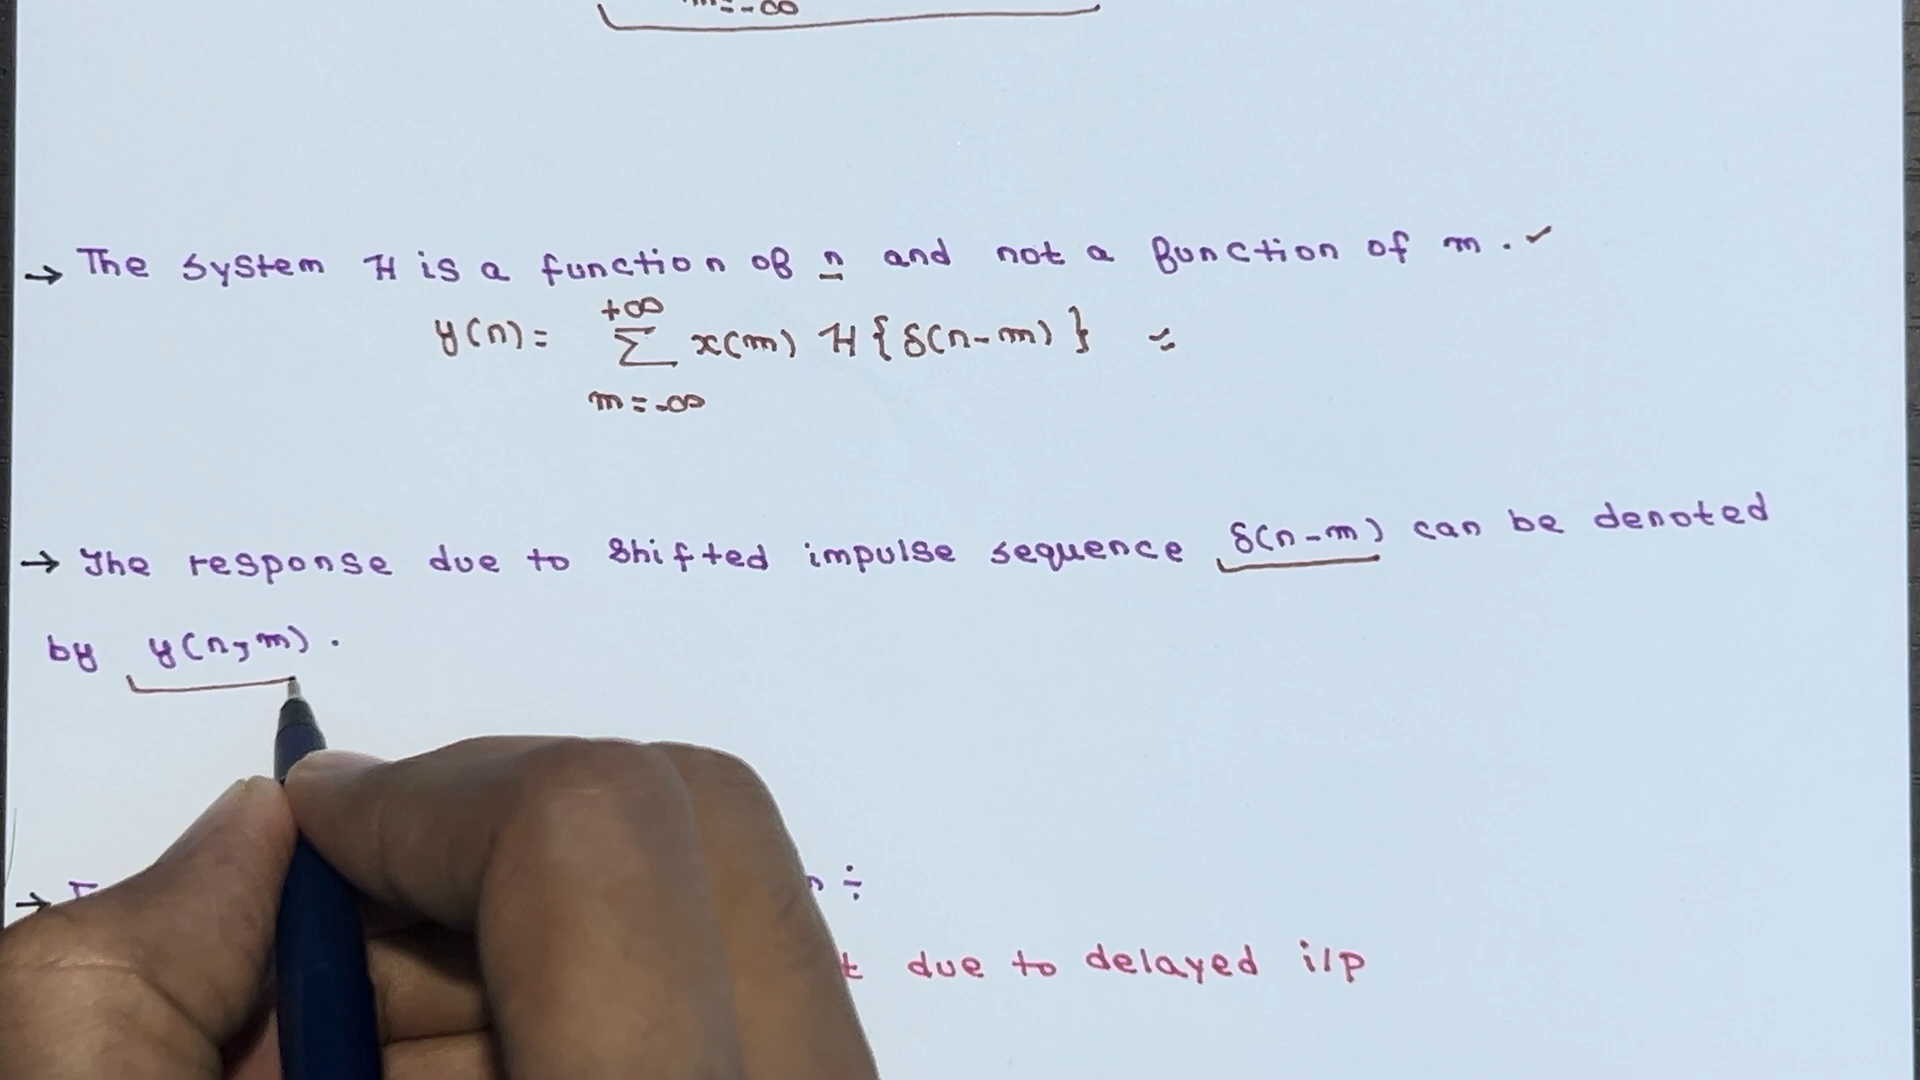 m=-∞
→ The system H is a function of n and not a function of m. ✓
+∞
y(n) = Σ x(m) H{δ(n-m)}
m=-∞
→ The response due to shifted impulse sequence δ(n-m) can be denoted
by y(n,m).
→
due to delayed i/p